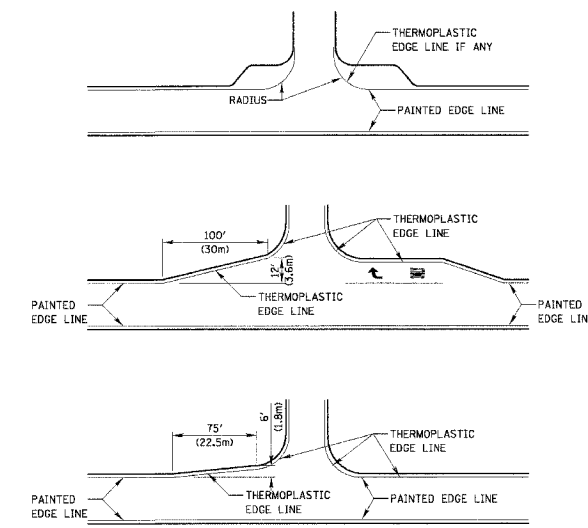 THERMOPLASTIC
EDGE LINE IF ANY
RADIUS
PAINTED EDGE LINE
100'
(30m)
12'
(3.6m)
THERMOPLASTIC
EDGE LINE
THERMOPLASTIC
EDGE LINE
PAINTED
EDGE LINE
PAINTED
EDGE LIN
75'
(22.5m)
6'
(1.8m)
THERMOPLASTIC
EDGE LINE
PAINTED
EDGE LINE
THERMOPLASTIC
EDGE LINE
PAINTED EDGE LINE